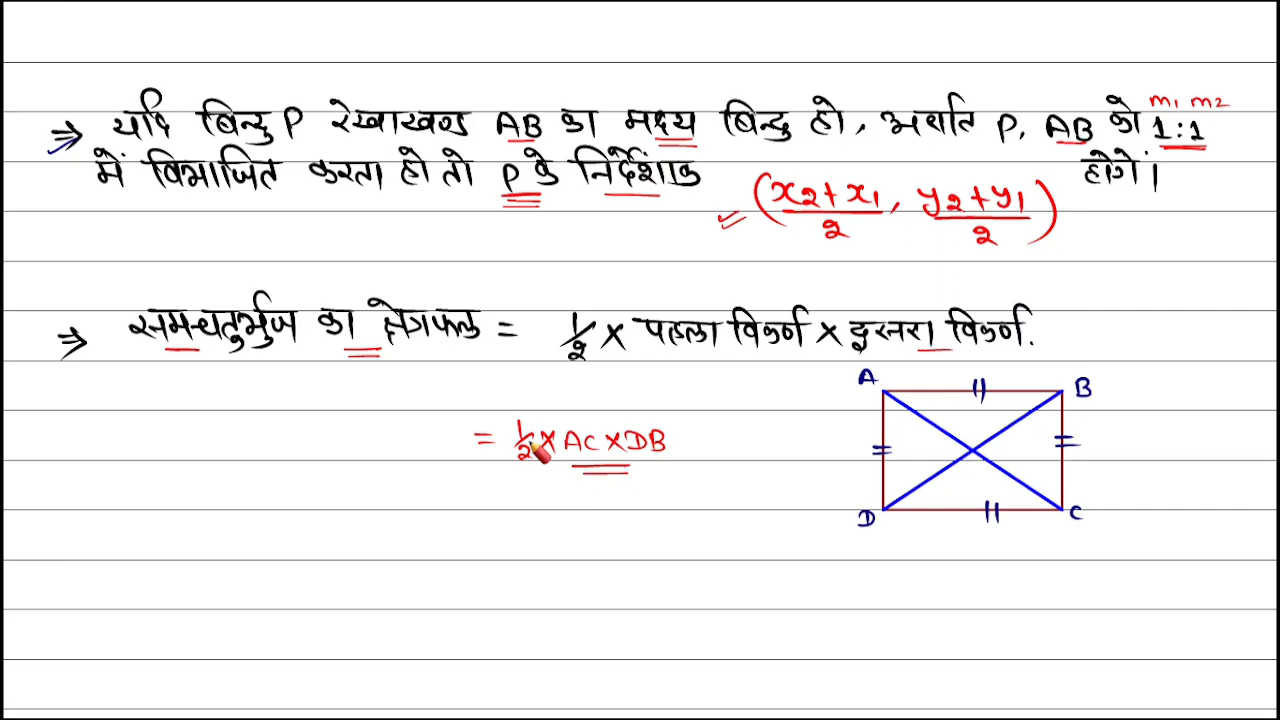 m₁ m₂
⇒ यदि बिन्दु P रेखाखण्ड AB का मध्य बिन्दु हो, अर्थात P, AB को 1:1
में विभाजित करता हो तो P के निर्देशांक होगें।
= (x₂+x₁/2, y₂+y₁/2)
⇒ समचतुर्भुज का क्षेत्रफल = 1/2 × पहला विकर्ण × दुसरा विकर्ण.
A B
= 1/2 × AC × DB
D C